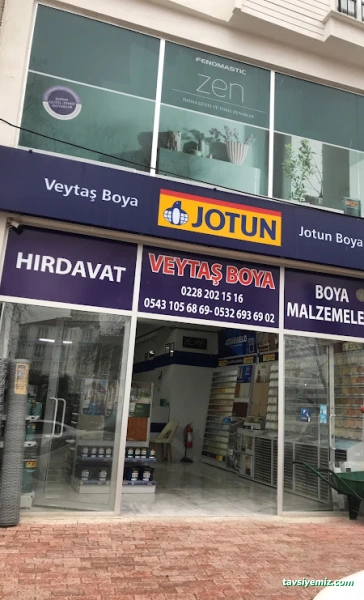 FENOMASTIC
zen
Veytaş Boya
JOTUN
Jotun Boya
HIRDAVAT
VEYTAŞ BOYA
0228 202 15 16
0543 105 68 69- 0532 693 69 02
BOYA
MALZEMELE
JOTUN
tavsiyemiz.com